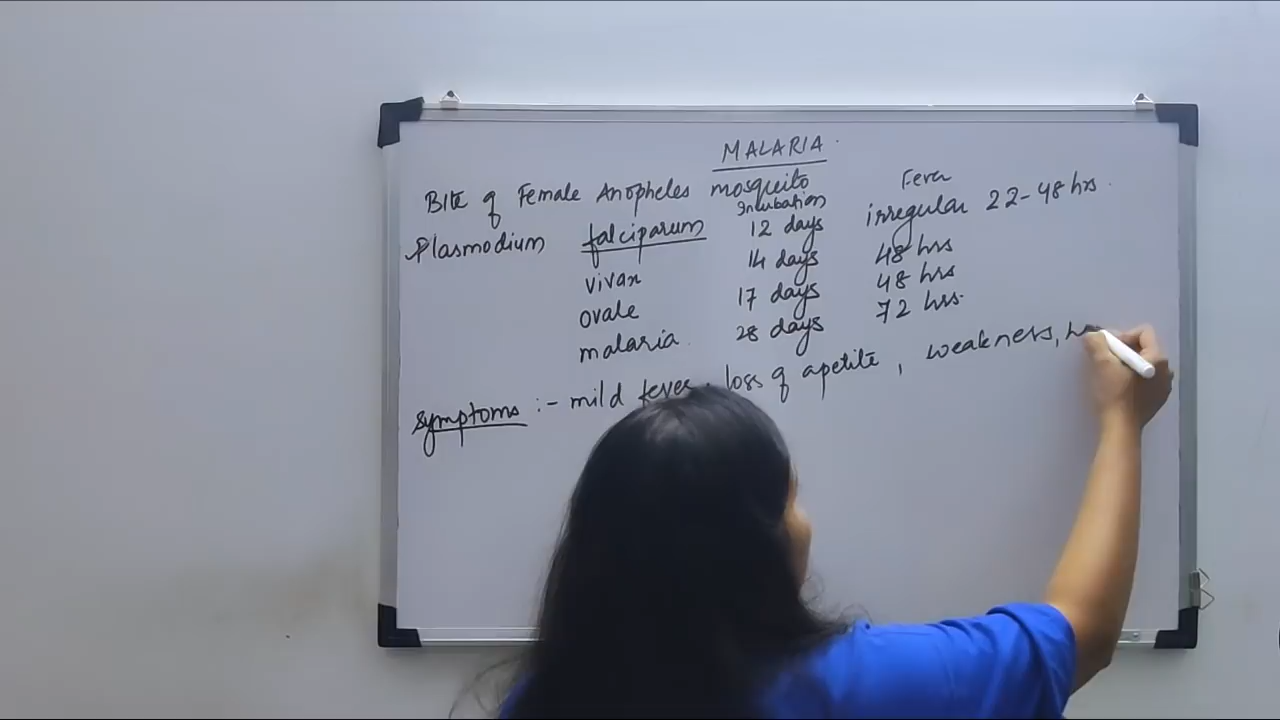 MALARIA
Bite of Female Anopheles mosquito
Incubation Fever
Plasmodium falciparum 12 days irregular 22-48 hrs.
vivax 14 days 48 hrs
ovale 17 days 48 hrs
malaria 28 days 72 hrs.
Symptoms :- mild fever, loss of apetite, weakness,